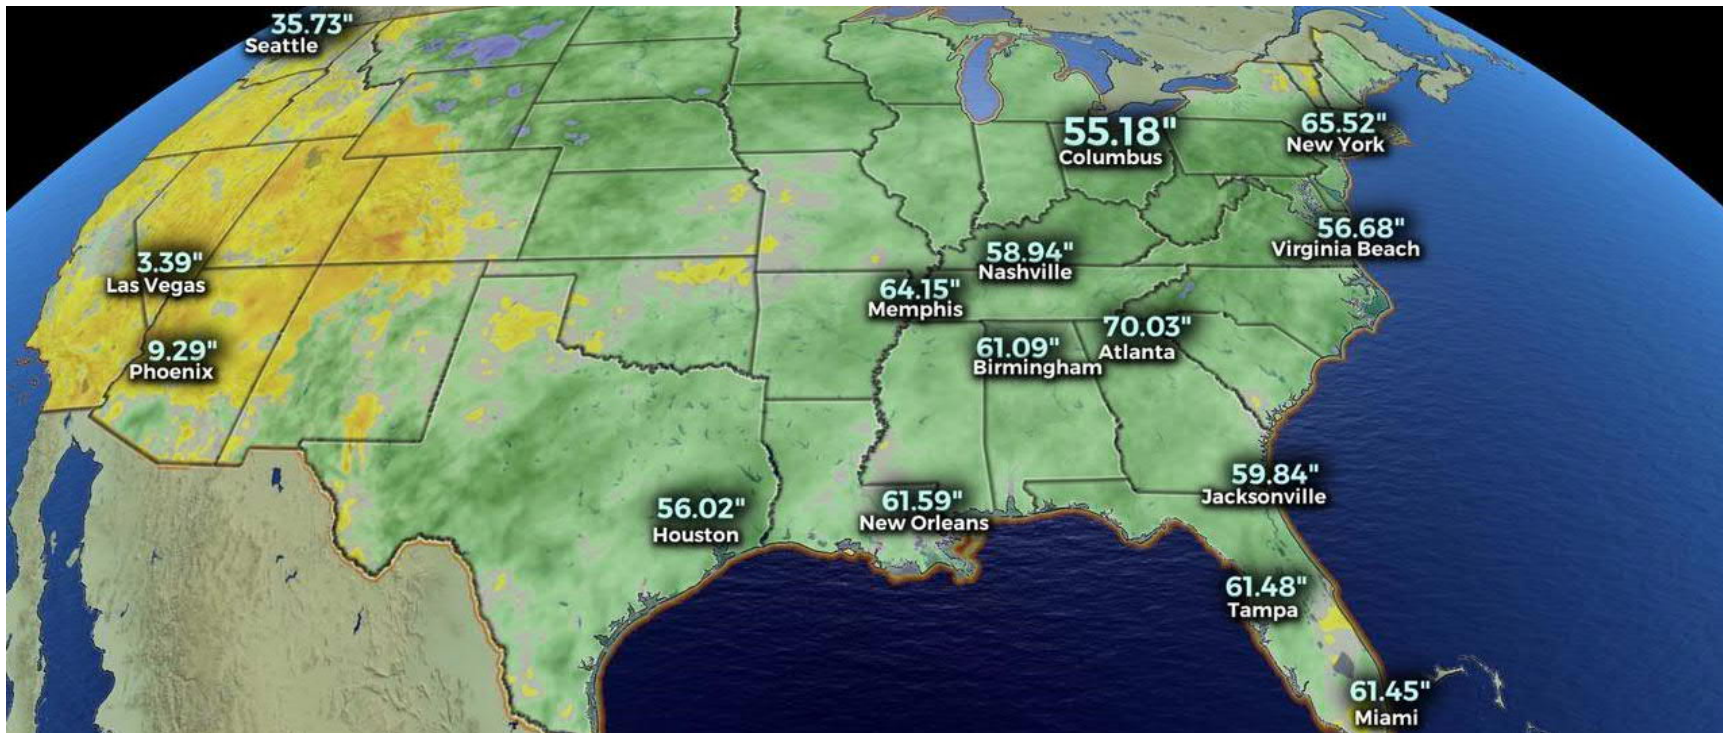 35.73"
Seattle
55.18"
Columbus
65.52"
New York
56.68"
Virginia Beach
3.39"
Las Vegas
58.94"
Nashville
64.15"
Memphis
70.03"
Atlanta
9.29"
Phoenix
61.09"
Birmingham
59.84"
Jacksonville
56.02"
Houston
61.59"
New Orleans
61.48"
Tampa
61.45"
Miami